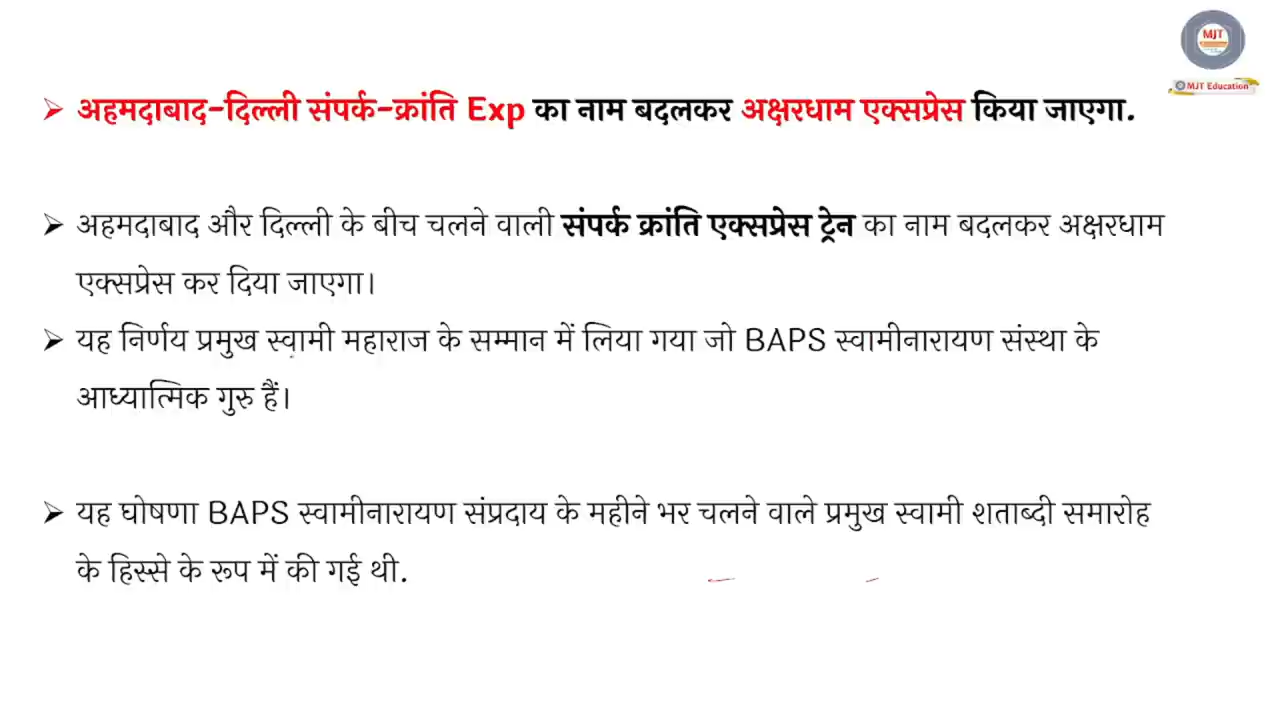 MJT
MJT Education
➢ अहमदाबाद-दिल्ली संपर्क-क्रांति Exp का नाम बदलकर अक्षरधाम एक्सप्रेस किया जाएगा.
➢ अहमदाबाद और दिल्ली के बीच चलने वाली संपर्क क्रांति एक्सप्रेस ट्रेन का नाम बदलकर अक्षरधाम
एक्सप्रेस कर दिया जाएगा।
➢ यह निर्णय प्रमुख स्वामी महाराज के सम्मान में लिया गया जो BAPS स्वामीनारायण संस्था के
आध्यात्मिक गुरु हैं।
➢ यह घोषणा BAPS स्वामीनारायण संप्रदाय के महीने भर चलने वाले प्रमुख स्वामी शताब्दी समारोह
के हिस्से के रूप में की गई थी.